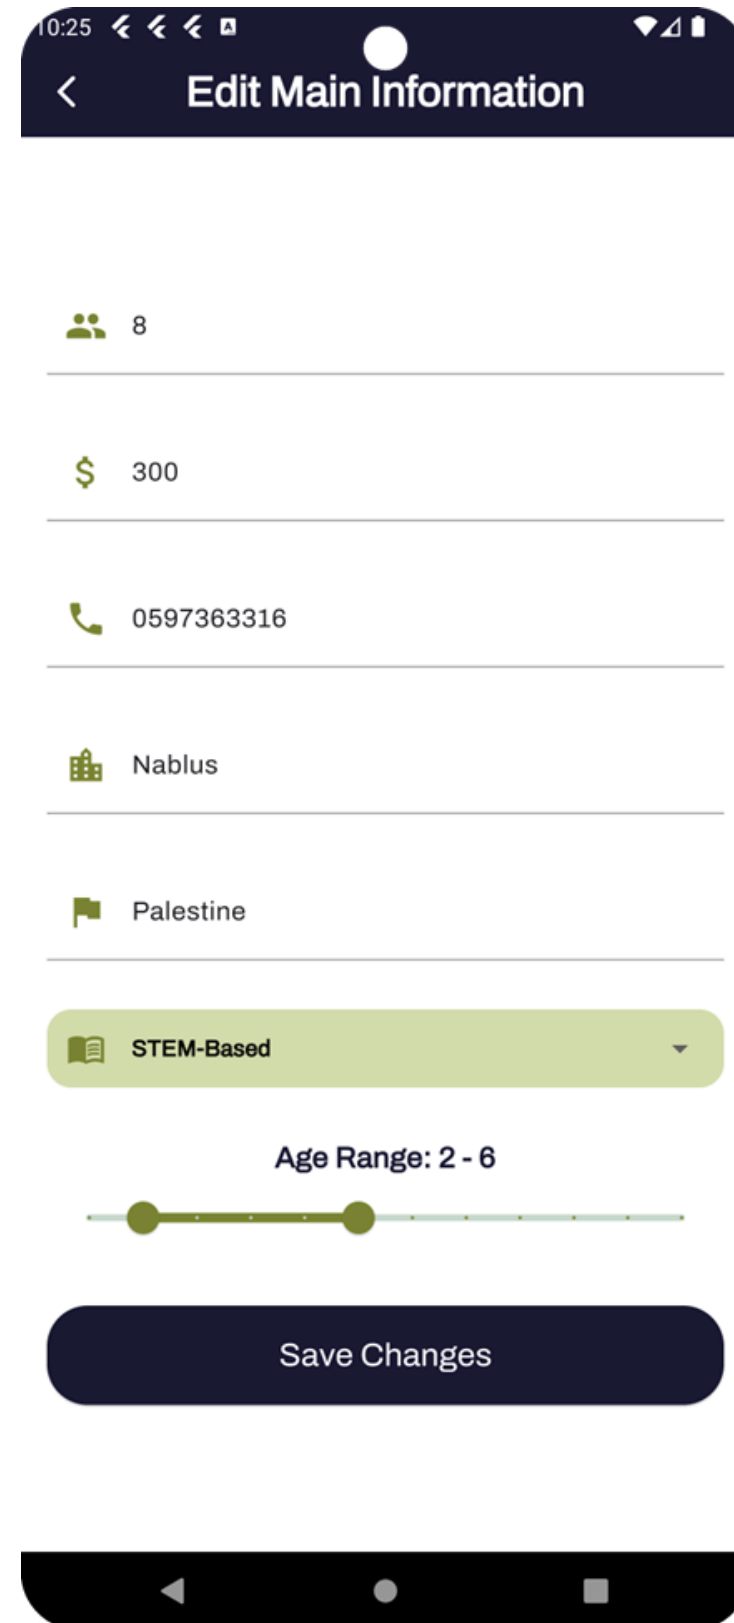 10:25
Edit Main Information
8
$ 300
0597363316
Nablus
Palestine
STEM-Based
Age Range: 2 - 6
Save Changes